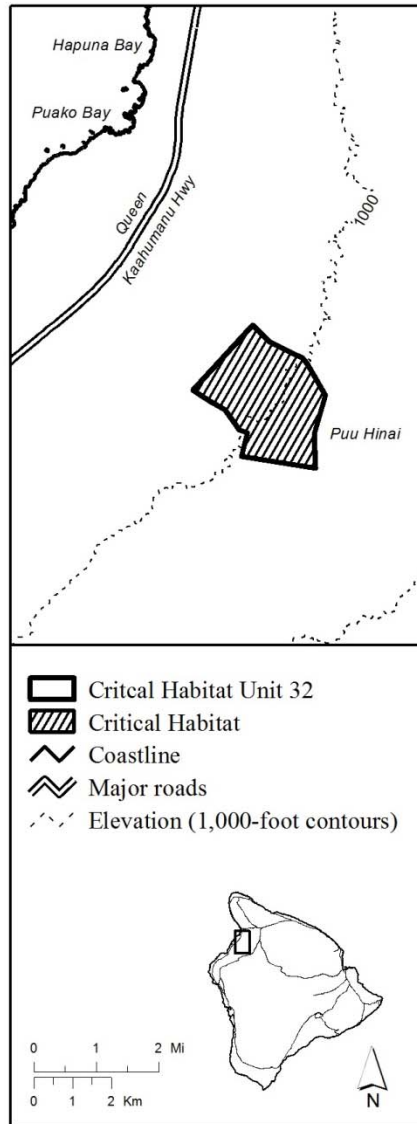 Hapuna Bay
Puako Bay
Queen
Kaahumanu Hwy
1000
Puu Hinai
Critcal Habitat Unit 32
Critical Habitat
Coastline
Major roads
Elevation (1,000-foot contours)
0 1 2 Mi
0 1 2 Km
N